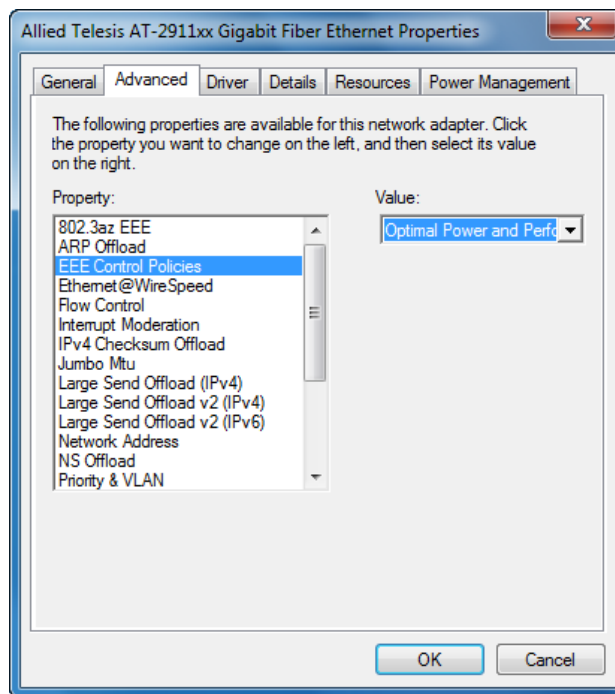 Allied Telesis AT-2911xx Gigabit Fiber Ethernet Properties
General Advanced Driver Details Resources Power Management
The following properties are available for this network adapter. Click
the property you want to change on the left, and then select its value
on the right.
Property:
Value:
802.3az EEE
ARP Offload
EEE Control Policies
Ethernet@WireSpeed
Flow Control
Interrupt Moderation
IPv4 Checksum Offload
Jumbo Mtu
Large Send Offload (IPv4)
Large Send Offload v2 (IPv4)
Large Send Offload v2 (IPv6)
Network Address
NS Offload
Priority & VLAN
Optimal Power and Perfo
OK
Cancel